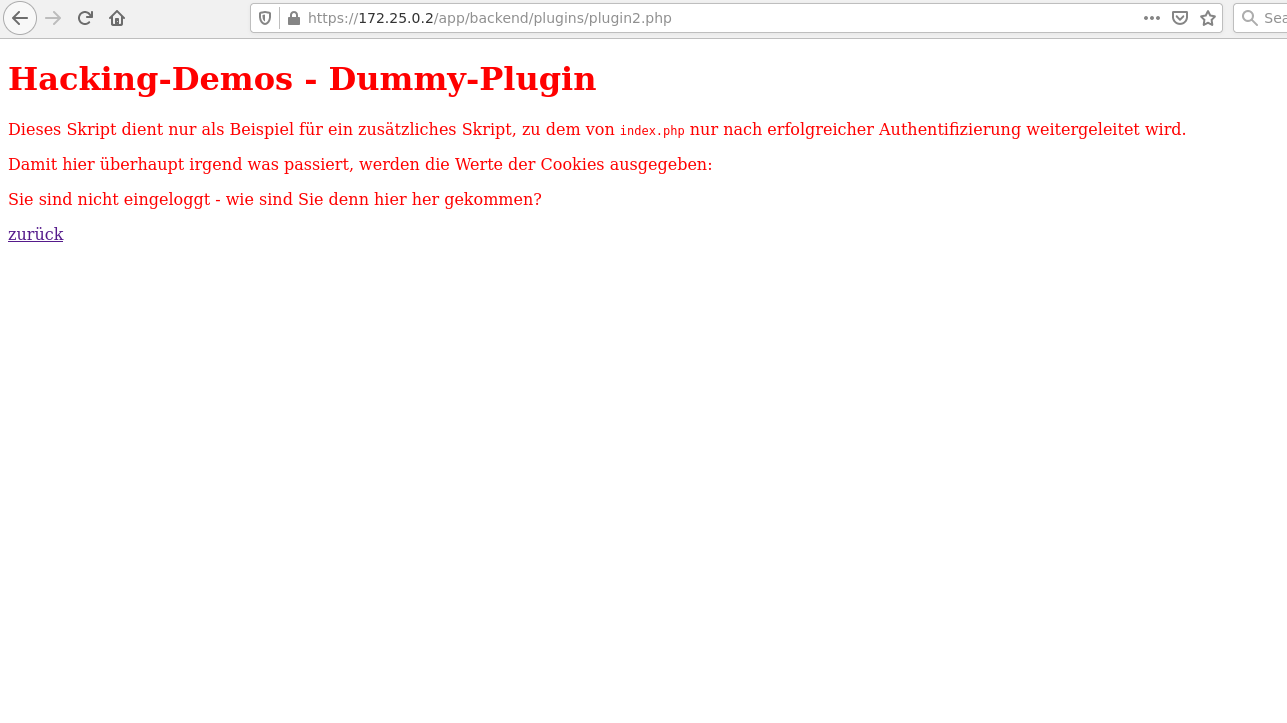 https://172.25.0.2/app/backend/plugins/plugin2.php
Sea
Hacking-Demos - Dummy-Plugin
Dieses Skript dient nur als Beispiel für ein zusätzliches Skript, zu dem von index.php nur nach erfolgreicher Authentifizierung weitergeleitet wird.
Damit hier überhaupt irgend was passiert, werden die Werte der Cookies ausgegeben:
Sie sind nicht eingeloggt - wie sind Sie denn hier her gekommen?
zurück